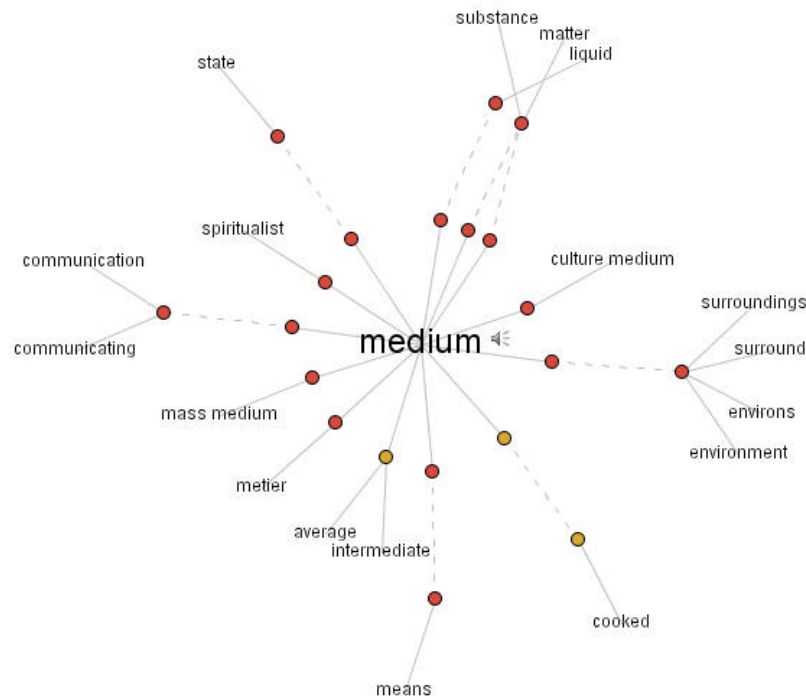 substance
matter
liquid
state
spiritualist
communication
culture medium
surroundings
communicating
medium
surround
mass medium
environs
metier
environment
average
intermediate
cooked
means